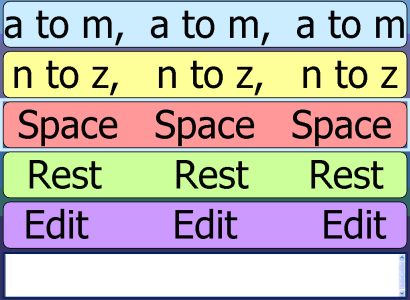 a to m, a to m, a to m
n to z, n to z, n to z
Space Space Space
Rest Rest Rest
Edit Edit Edit